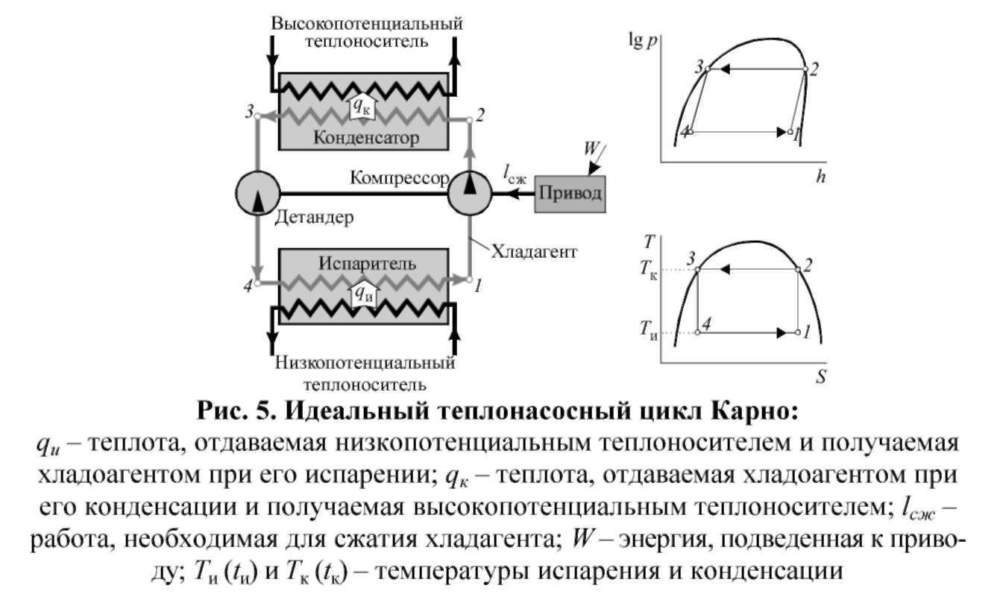 Высокопотенциальный
теплоноситель
qк
3
2
Конденсатор
W
Компрессор
lсж
Привод
Детандер
Хладагент
Испаритель
4
1
qи
Низкопотенциальный
теплоноситель
lg p
3
2
4
1
h
T
3
2
Tк
Tи
4
1
S
Рис. 5. Идеальный теплонасосный цикл Карно:
qи – теплота, отдаваемая низкопотенциальным теплоносителем и получаемая
хладоагентом при его испарении; qк – теплота, отдаваемая хладоагентом при
его конденсации и получаемая высокопотенциальным теплоносителем; lсж –
работа, необходимая для сжатия хладагента; W – энергия, подведенная к приво-
ду; Tи (tи) и Tк (tк) – температуры испарения и конденсации